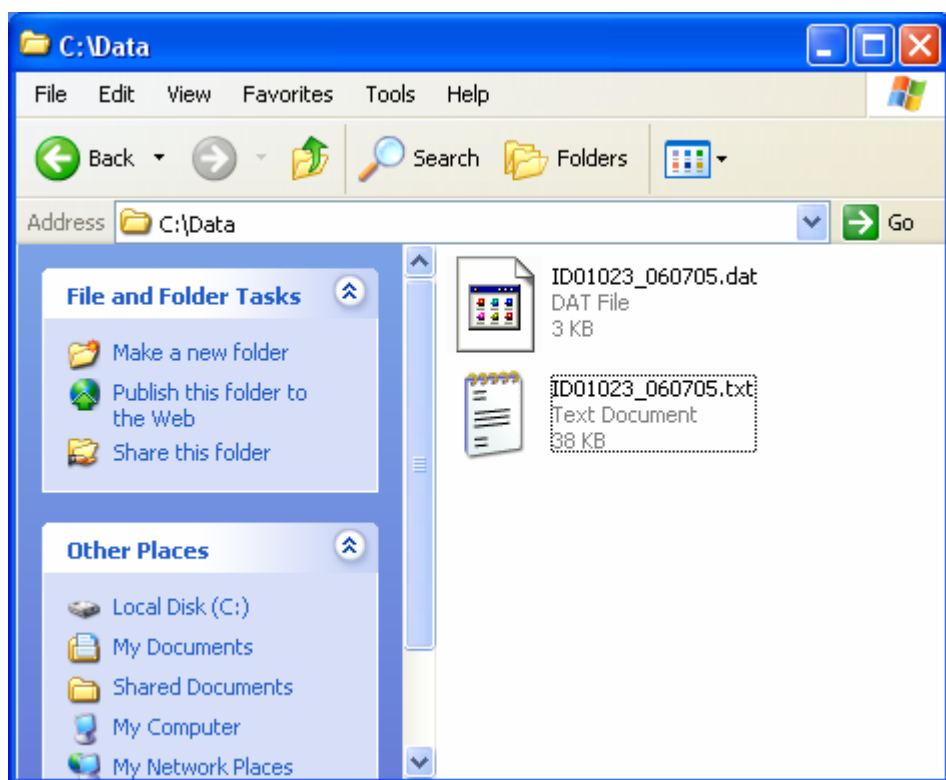 C:\Data
File Edit View Favorites Tools Help
Back Search Folders
Address C:\Data Go
File and Folder Tasks
Make a new folder
Publish this folder to
the Web
Share this folder
Other Places
Local Disk (C:)
My Documents
Shared Documents
My Computer
My Network Places
ID01023_060705.dat
DAT File
3 KB
ID01023_060705.txt
Text Document
38 KB